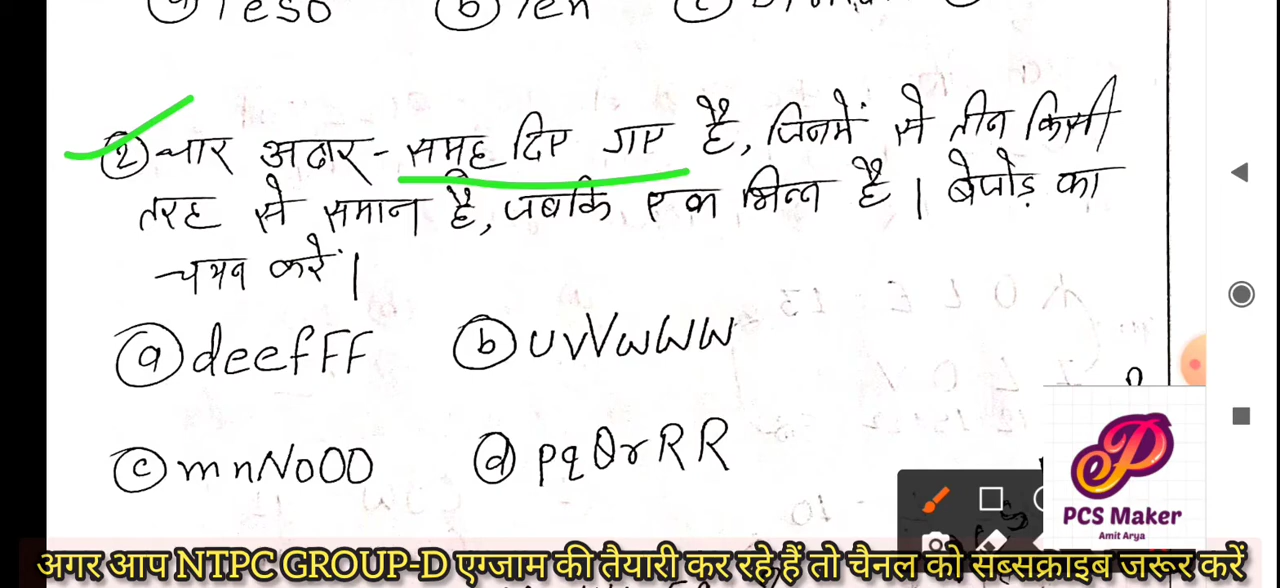 ② चार अक्षर-समूह दिए गए है, जिनमें से तीन किसी
तरह से समान है, जबकि एक भिन्न है। बेजोड़ का
चयन करें।
ⓐ deefFF ⓑ uvVwWW
ⓒ mnNoOO ⓓ pqQrRR
PCS Maker
Amit Arya
अगर आप NTPC GROUP-D एग्जाम की तैयारी कर रहे हैं तो चैनल को सब्सक्राइब जरूर करें